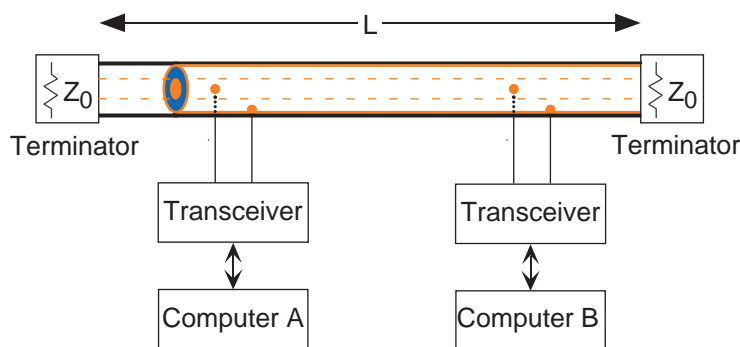 L
Z0
Z0
Terminator
Terminator
Transceiver
Transceiver
Computer A
Computer B